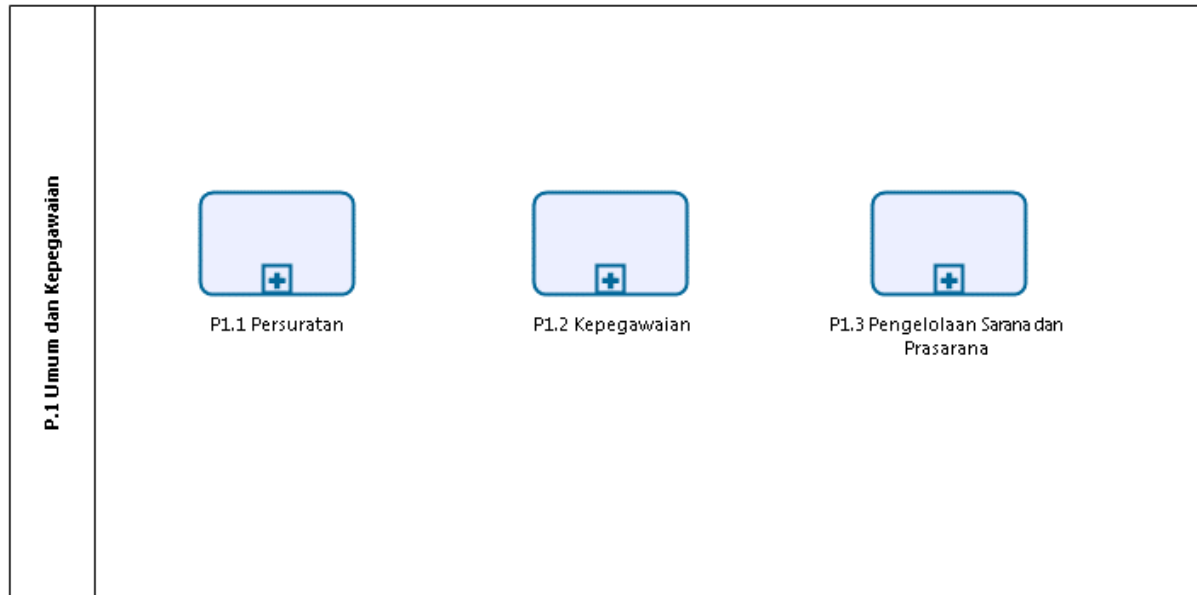 P.1 Umum dan Kepegawaian
P1.1 Persuratan
P1.2 Kepegawaian
P1.3 Pengelolaan Sarana dan
Prasarana